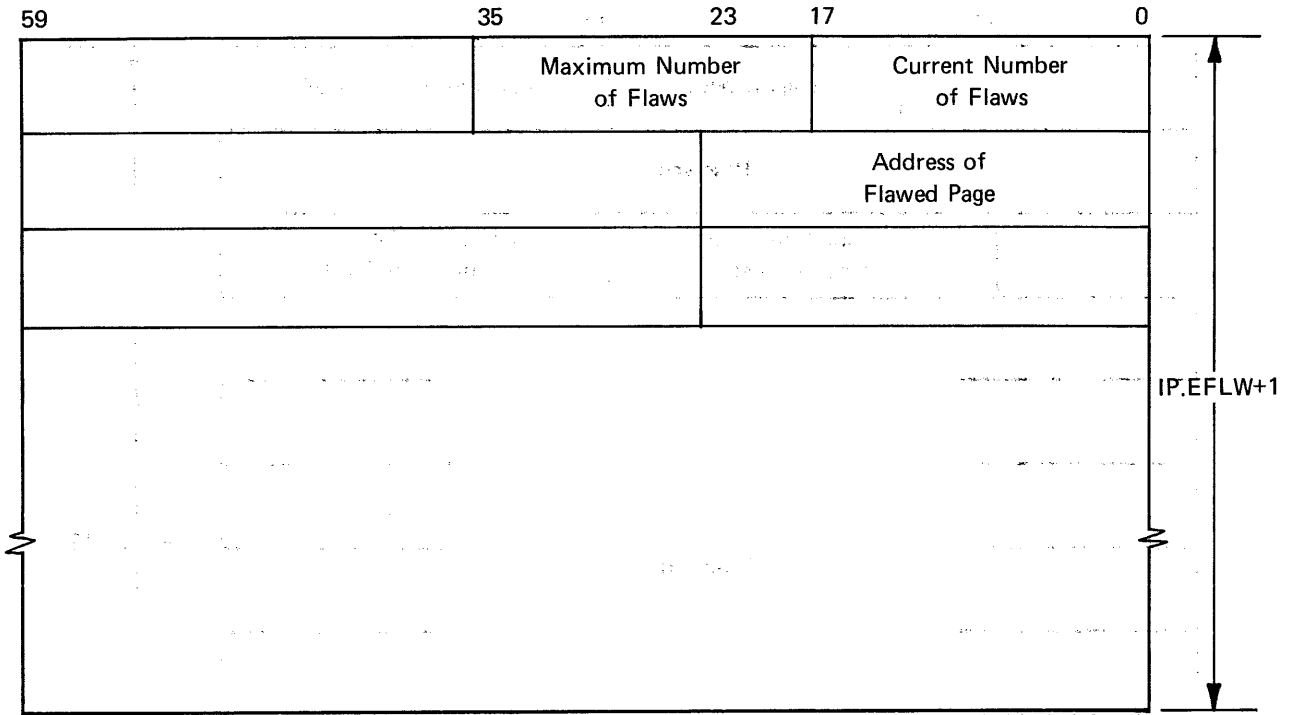 59 35 23 17 0
Maximum Number Current Number
of Flaws of Flaws
Address of
Flawed Page
IP.EFLW+1